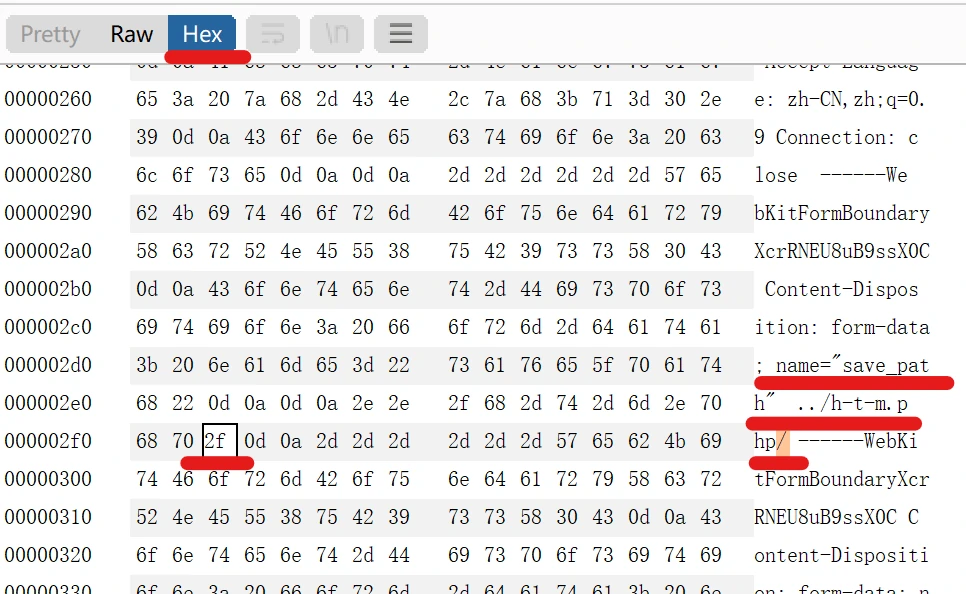 Pretty Raw Hex \n
00000260 65 3a 20 7a 68 2d 43 4e 2c 7a 68 3b 71 3d 30 2e e: zh-CN,zh;q=0.
00000270 39 0d 0a 43 6f 6e 6e 65 63 74 69 6f 6e 3a 20 63 9 Connection: c
00000280 6c 6f 73 65 0d 0a 0d 0a 2d 2d 2d 2d 2d 2d 57 65 lose ------We
00000290 62 4b 69 74 46 6f 72 6d 42 6f 75 6e 64 61 72 79 bKitFormBoundary
000002a0 58 63 72 52 4e 45 55 38 75 42 39 73 73 58 30 43 XcrRNEU8uB9ssX0C
000002b0 0d 0a 43 6f 6e 74 65 6e 74 2d 44 69 73 70 6f 73 Content-Dispos
000002c0 69 74 69 6f 6e 3a 20 66 6f 72 6d 2d 64 61 74 61 ition: form-data
000002d0 3b 20 6e 61 6d 65 3d 22 73 61 76 65 5f 70 61 74 ; name="save_pat
000002e0 68 22 0d 0a 0d 0a 2e 2e 2f 68 2d 74 2d 6d 2e 70 h" ../h-t-m.p
000002f0 68 70 2f 0d 0a 2d 2d 2d 2d 2d 2d 57 65 62 4b 69 hp/ ------WebKi
00000300 74 46 6f 72 6d 42 6f 75 6e 64 61 72 79 58 63 72 tFormBoundaryXcr
00000310 52 4e 45 55 38 75 42 39 73 73 58 30 43 0d 0a 43 RNEU8uB9ssX0C C
00000320 6f 6e 74 65 6e 74 2d 44 69 73 70 6f 73 69 74 69 ontent-Dispositi